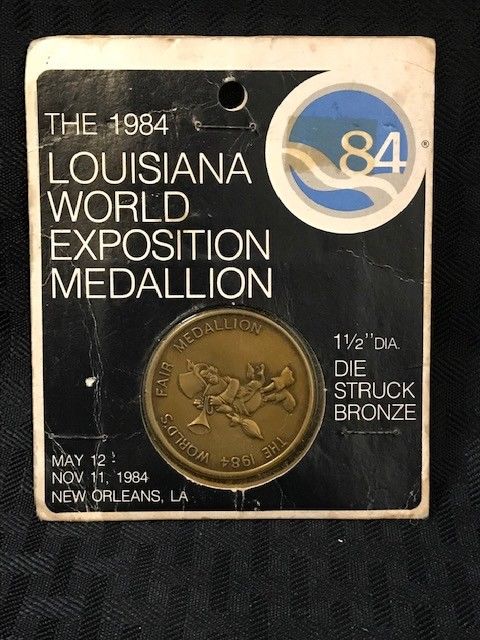 THE 1984
LOUISIANA
WORLD
EXPOSITION
MEDALLION
84
®
1½" DIA.
DIE
STRUCK
BRONZE
THE 1984 WORLD'S FAIR MEDALLION
MAY 12 -
NOV 11, 1984
NEW ORLEANS, LA